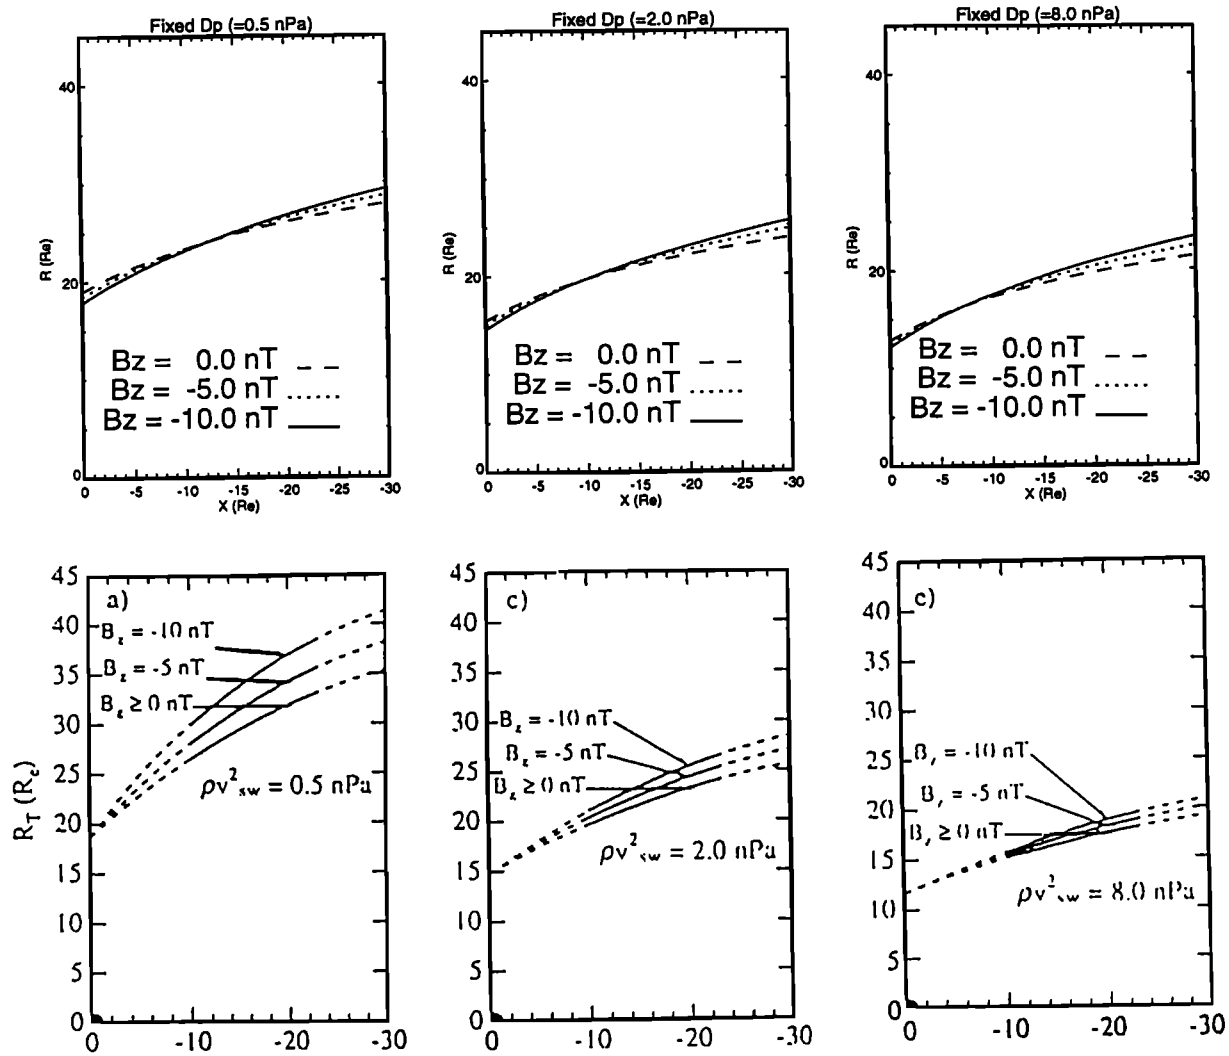 Fixed Dp (=0.5 nPa)
40
20
0
R (Re)
Bz = 0.0 nT
Bz = -5.0 nT
Bz = -10.0 nT
0 -5 -10 -15 -20 -25 -30
X (Re)
Fixed Dp (=2.0 nPa)
40
20
0
R (Re)
Bz = 0.0 nT
Bz = -5.0 nT
Bz = -10.0 nT
0 -5 -10 -15 -20 -25 -30
X (Re)
Fixed Dp (=8.0 nPa)
40
20
0
R (Re)
Bz = 0.0 nT
Bz = -5.0 nT
Bz = -10.0 nT
0 -5 -10 -15 -20 -25 -30
X (Re)
a)
45
40
35
30
25
20
15
10
5
0
R_T (R_e)
B_z = -10 nT
B_z = -5 nT
B_z ≥ 0 nT
ρv²_sw = 0.5 nPa
0 -10 -20 -30
c)
45
40
35
30
25
20
15
10
5
0
B_z = -10 nT
B_z = -5 nT
B_z ≥ 0 nT
ρv²_sw = 2.0 nPa
0 -10 -20 -30
c)
45
40
35
30
25
20
15
10
5
0
B_z = -10 nT
B_z = -5 nT
B_z ≥ 0 nT
ρv²_sw = 8.0 nPa
0 -10 -20 -30